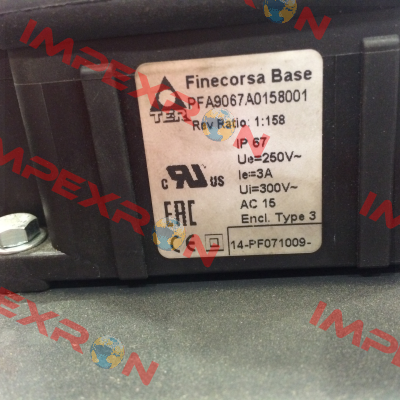 IMPEXRON
Finecorsa Base
PFA9067A0158001
TER
Rev Ratio: 1:158
IP 67
Ue=250V~
c RU us
Ie=3A
Ui=300V~
EAC
AC 15
Encl. Type 3
CE
14-PF071009-
IMPEXRON
IMPEXRON